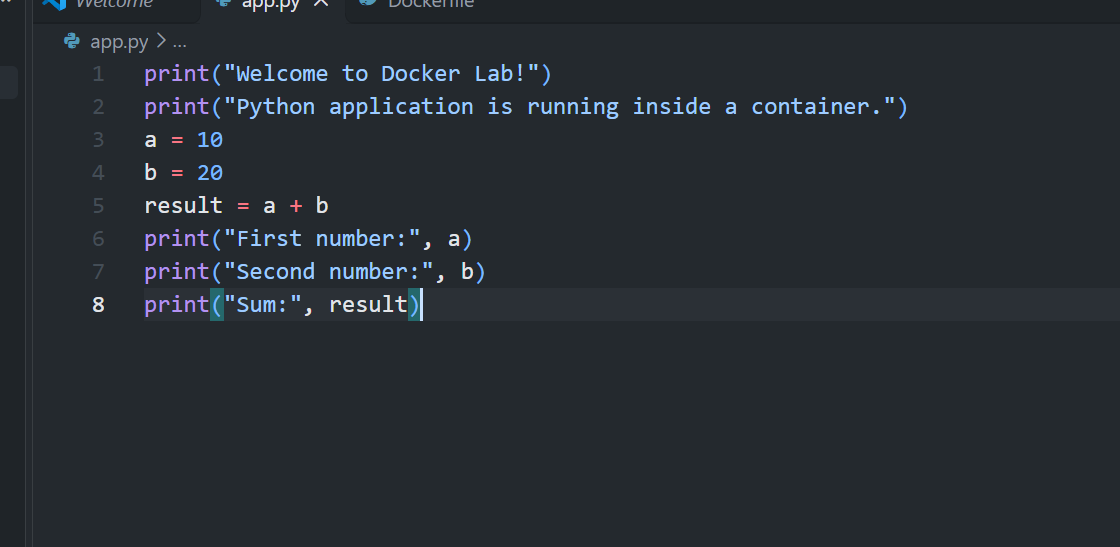 Welcome app.py Dockerfile
app.py > ...
1 print("Welcome to Docker Lab!")
2 print("Python application is running inside a container.")
3 a = 10
4 b = 20
5 result = a + b
6 print("First number:", a)
7 print("Second number:", b)
8 print("Sum:", result)